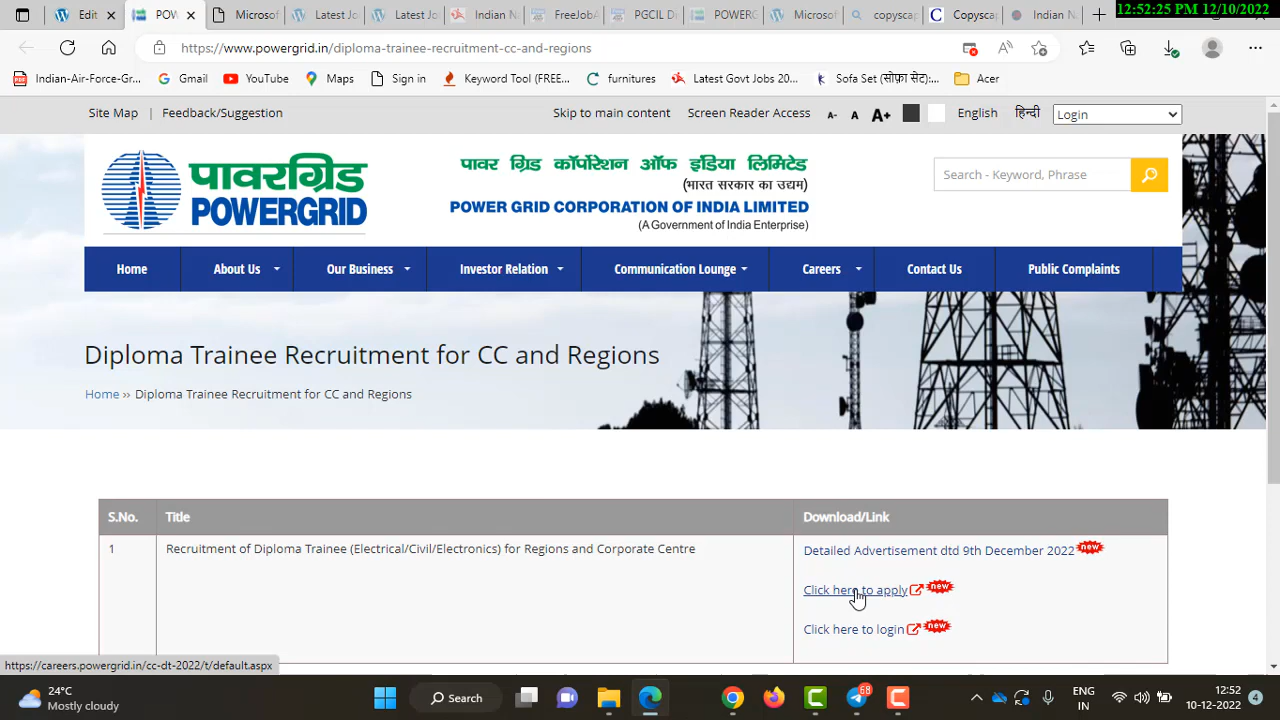 12:52:25 PM 12/10/2022
Edit
POW
Microsof
Latest Jo
Latest Jol
Indian N
FreeJobA
PGCIL D
POWERG
Microsof
copyscap
Copysca
Indian N
https://www.powergrid.in/diploma-trainee-recruitment-cc-and-regions
Indian-Air-Force-Gr...
Gmail
YouTube
Maps
Sign in
Keyword Tool (FREE...
furnitures
Latest Govt Jobs 20...
Sofa Set (सोफ़ा सेट):...
Acer
Site Map | Feedback/Suggestion
Skip to main content
Screen Reader Access
A- A A+
English
हिन्दी
Login
पावरग्रिड
POWERGRID
पावर ग्रिड कॉर्पोरेशन ऑफ इंडिया लिमिटेड
(भारत सरकार का उद्यम)
POWER GRID CORPORATION OF INDIA LIMITED
(A Government of India Enterprise)
Search - Keyword, Phrase
Home
About Us
Our Business
Investor Relation
Communication Lounge
Careers
Contact Us
Public Complaints
Diploma Trainee Recruitment for CC and Regions
Home ›› Diploma Trainee Recruitment for CC and Regions
S.No.
Title
Download/Link
1
Recruitment of Diploma Trainee (Electrical/Civil/Electronics) for Regions and Corporate Centre
Detailed Advertisement dtd 9th December 2022 new
Click here to apply new
Click here to login new
https://careers.powergrid.in/cc-dt-2022/t/default.aspx
24°C
Mostly cloudy
Search
68
ENG
IN
12:52
10-12-2022
4